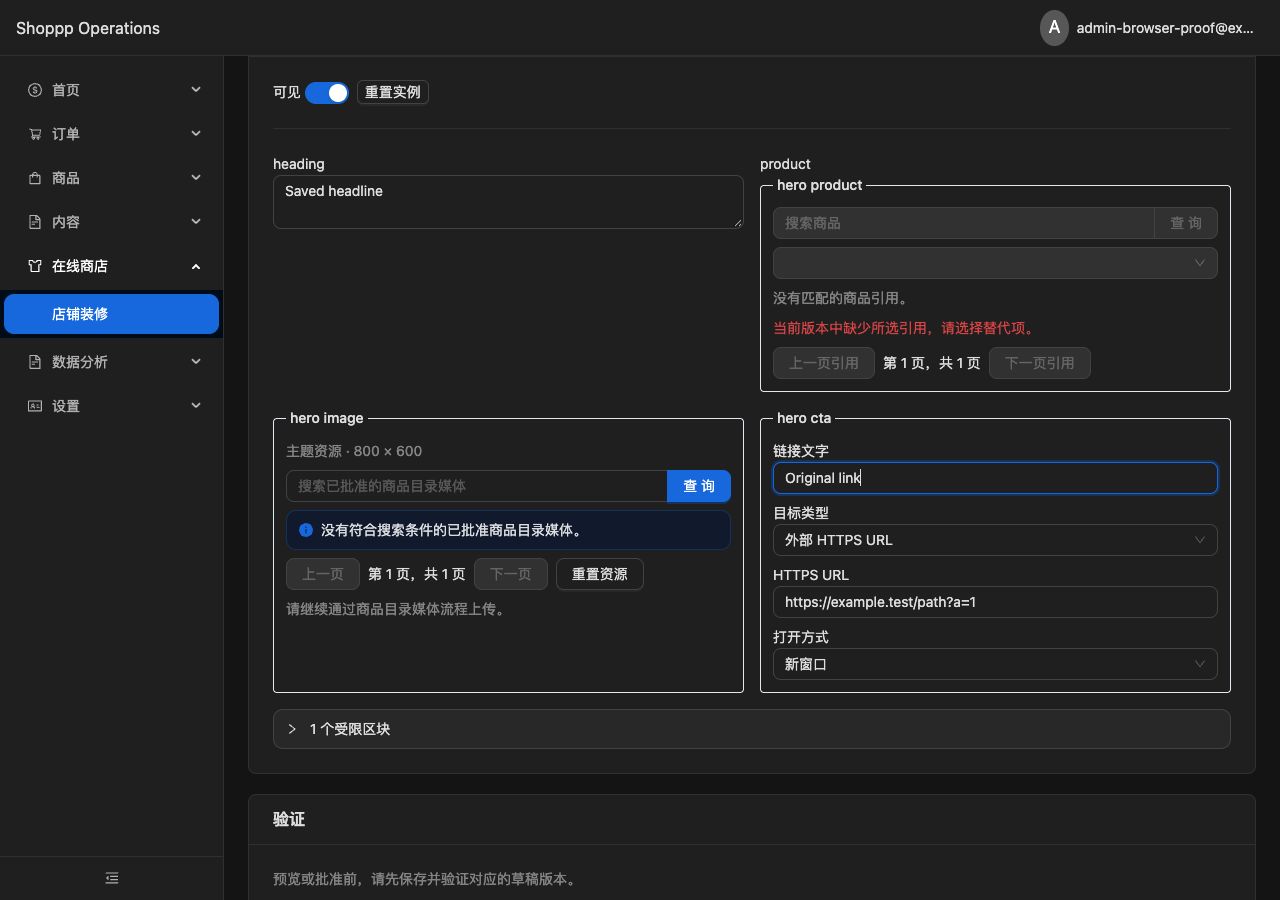 Shoppp Operations
A
admin-browser-proof@ex...
首页
订单
商品
内容
在线商店
店铺装修
数据分析
设置
可见
重置实例
heading
Saved headline
product
hero product
搜索商品
查 询
没有匹配的商品引用。
当前版本中缺少所选引用，请选择替代项。
上一页引用
第 1 页，共 1 页
下一页引用
hero image
主题资源 · 800 × 600
搜索已批准的商品目录媒体
查 询
没有符合搜索条件的已批准商品目录媒体。
上一页
第 1 页，共 1 页
下一页
重置资源
请继续通过商品目录媒体流程上传。
hero cta
链接文字
Original link
目标类型
外部 HTTPS URL
HTTPS URL
https://example.test/path?a=1
打开方式
新窗口
1 个受限区块
验证
预览或批准前，请先保存并验证对应的草稿版本。